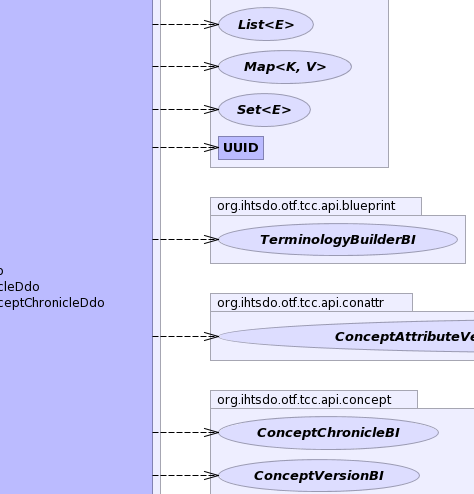 List<E>
Map<K, V>
Set<E>
UUID
org.ihtsdo.otf.tcc.api.blueprint
TerminologyBuilderBI
cleDdo
ceptChronicleDdo
org.ihtsdo.otf.tcc.api.conattr
ConceptAttributeVe
org.ihtsdo.otf.tcc.api.concept
ConceptChronicleBI
ConceptVersionBI